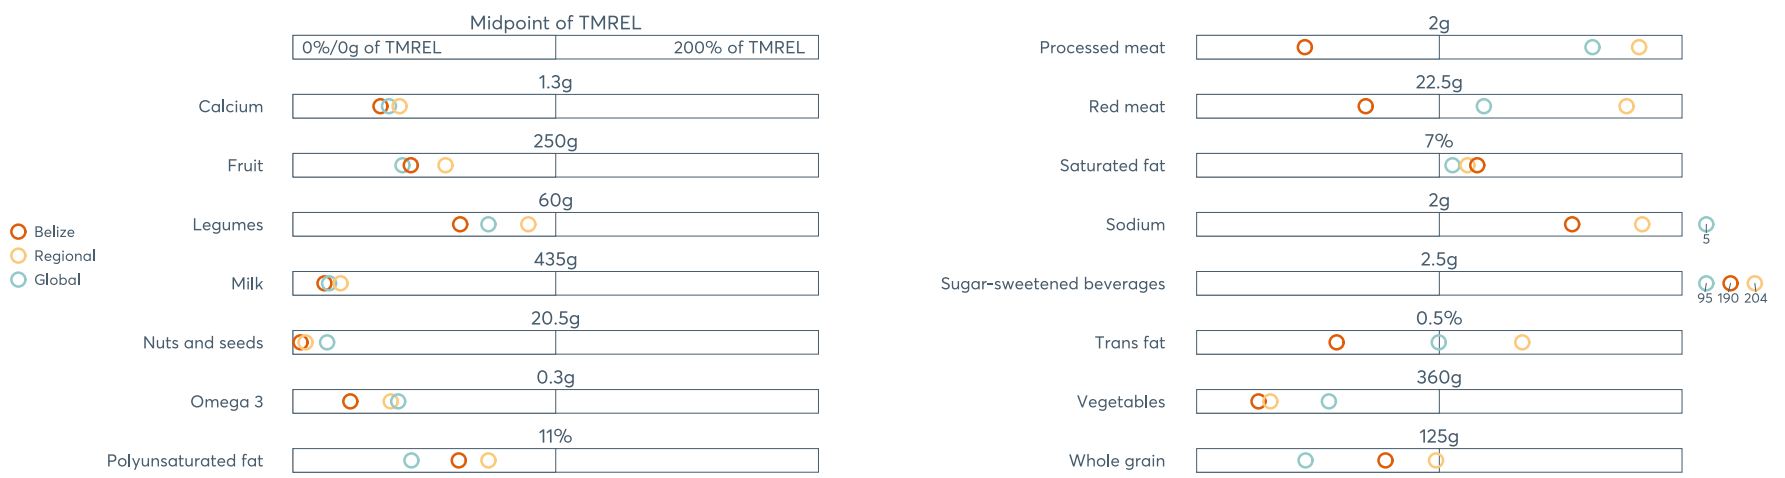 Midpoint of TMREL
0%/0g of TMREL 200% of TMREL
1.3g
Calcium
250g
Fruit
60g
Legumes
435g
Milk
20.5g
Nuts and seeds
0.3g
Omega 3
11%
Polyunsaturated fat
Belize
Regional
Global
2g
Processed meat
22.5g
Red meat
7%
Saturated fat
2g
Sodium
5
2.5g
Sugar-sweetened beverages
95 190 204
0.5%
Trans fat
360g
Vegetables
125g
Whole grain